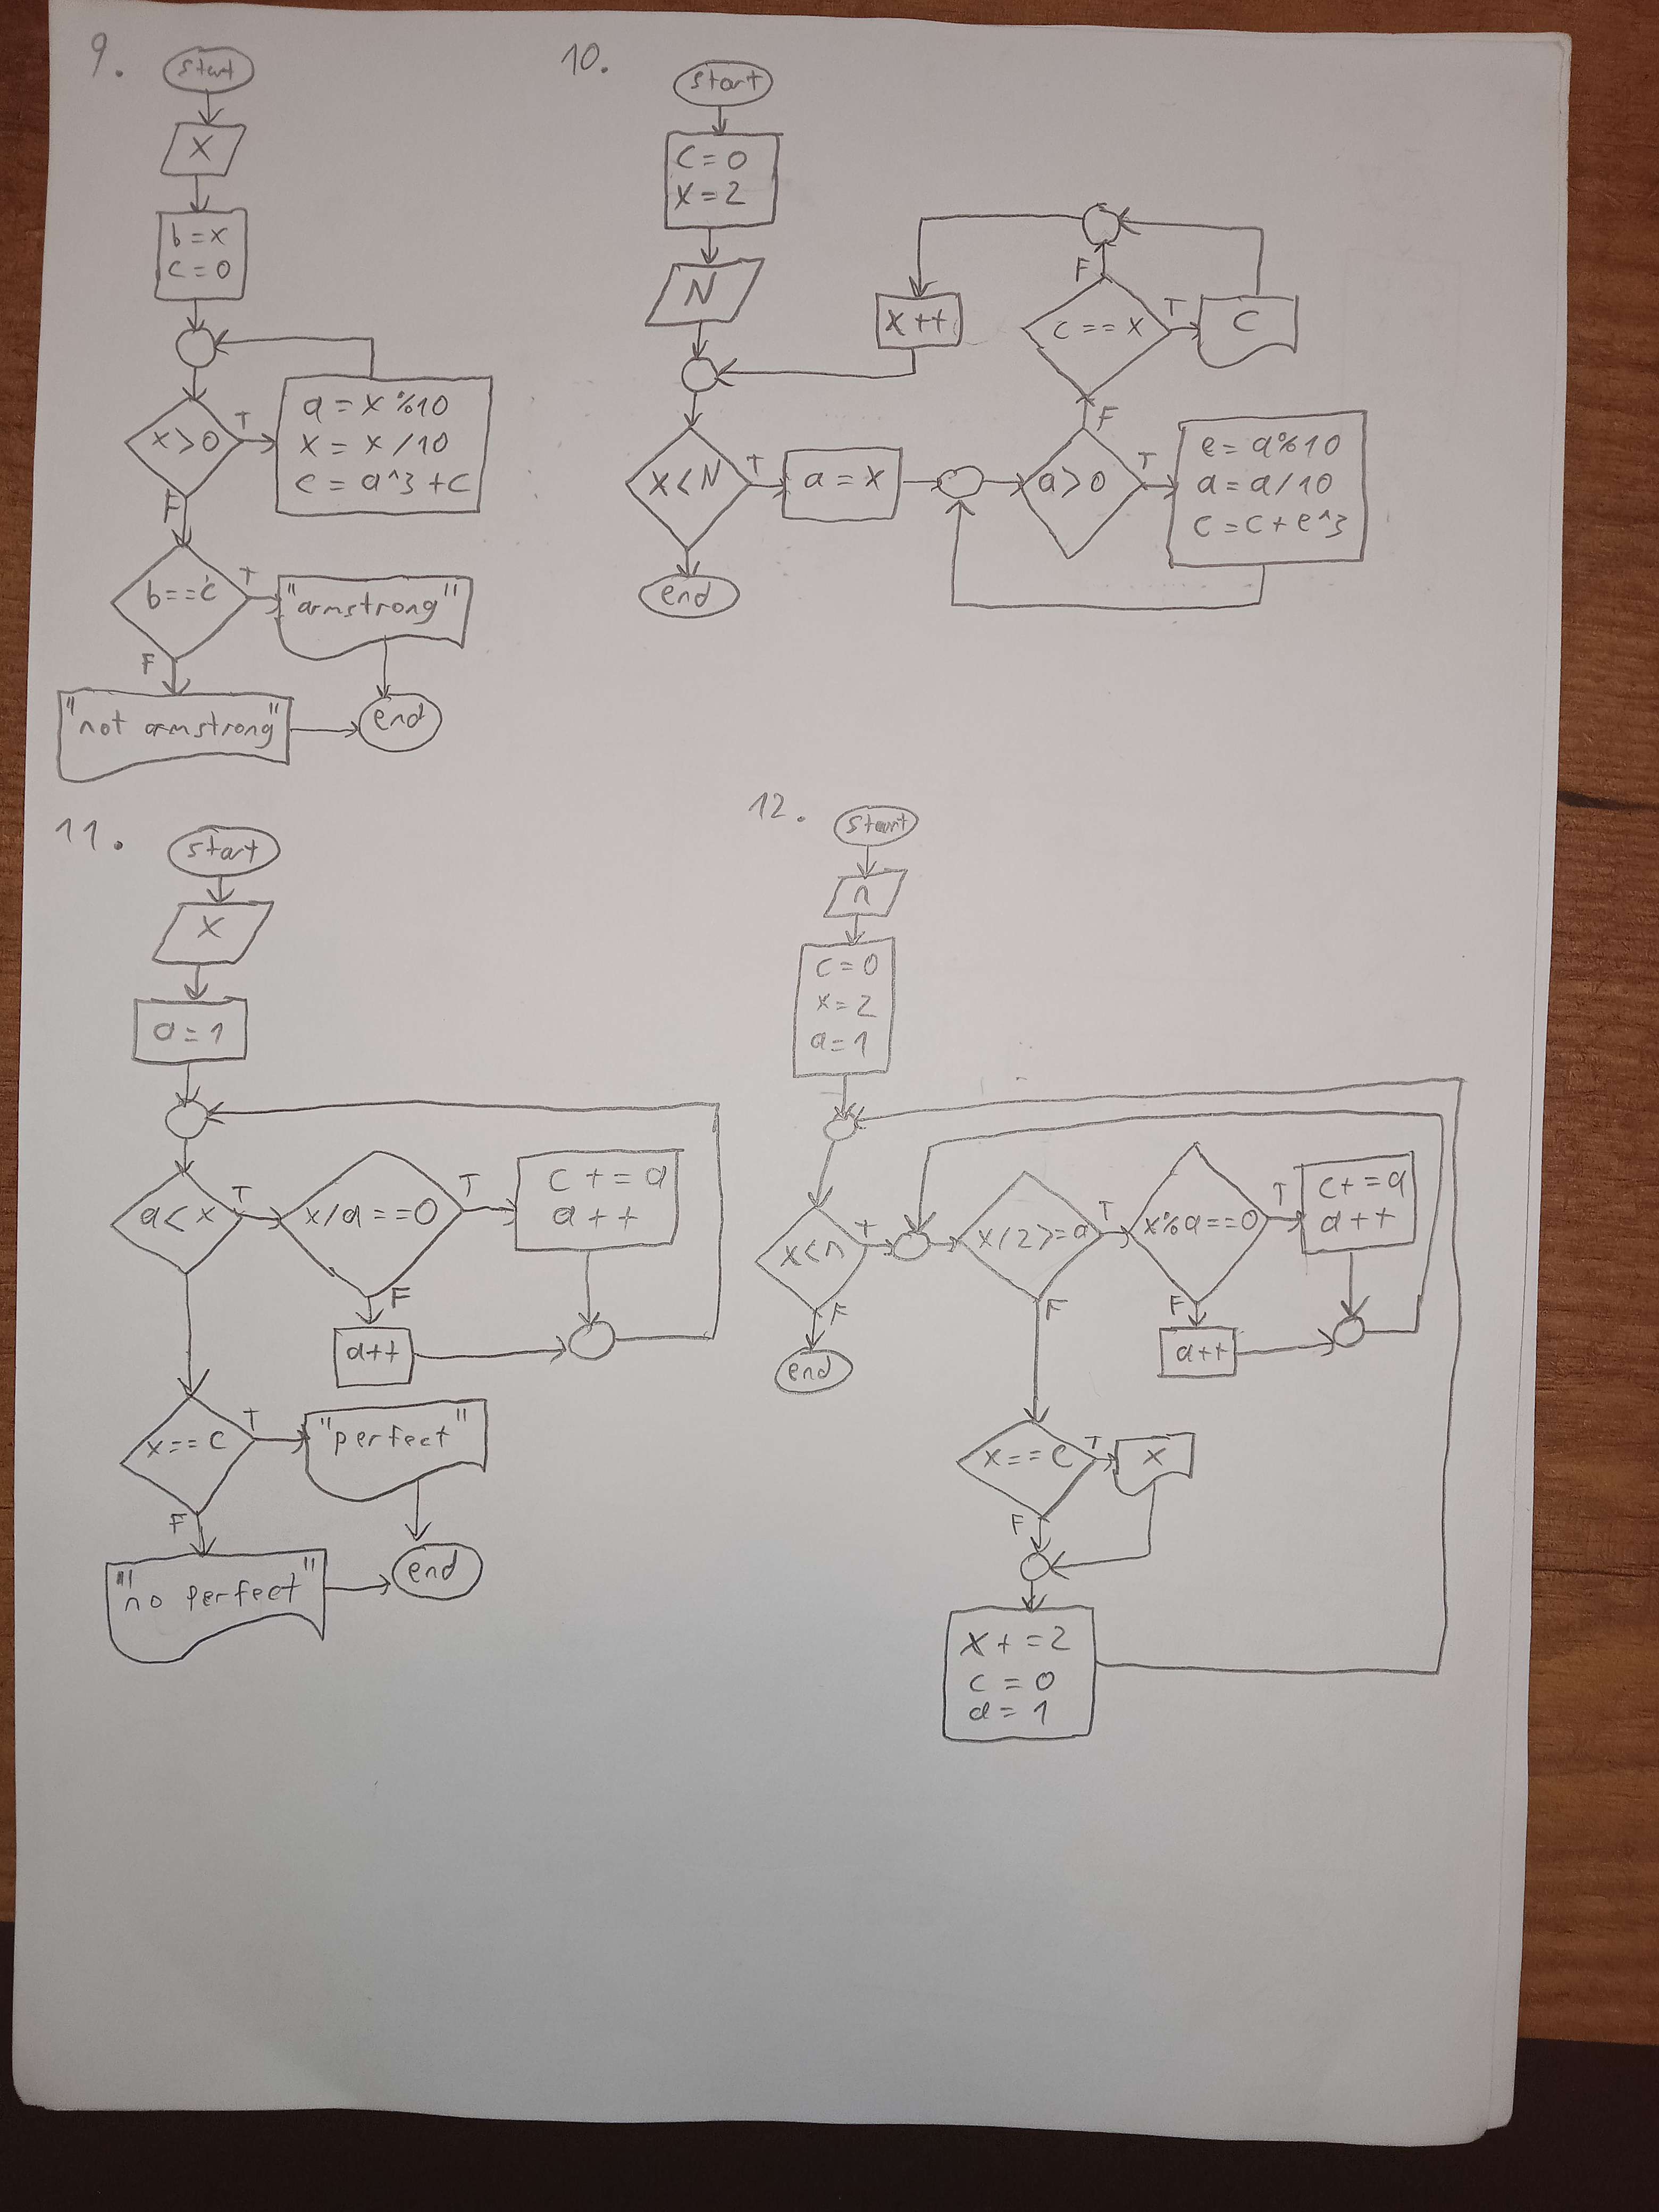 9.
start
X
b=x
c=0
x>0
T
a=x%10
x=x/10
c=a^3+c
F
b==c
T
"armstrong"
F
"not armstrong"
end
10.
start
C=0
X=2
N
x<N
T
a=x
a>0
T
e=a%10
a=a/10
c=c+e^3
F
c==x
T
C
F
x++
end
11.
start
X
a=1
a<x
T
x/a==0
T
c+=a
a++
F
a++
x==c
T
"perfect"
F
"no perfect"
end
12.
start
n
c=0
x=2
a=1
x<n
T
x/2>=a
T
x%a==0
T
c+=a
a++
F
a++
F
end
F
x==c
T
x
F
x+=2
c=0
a=1